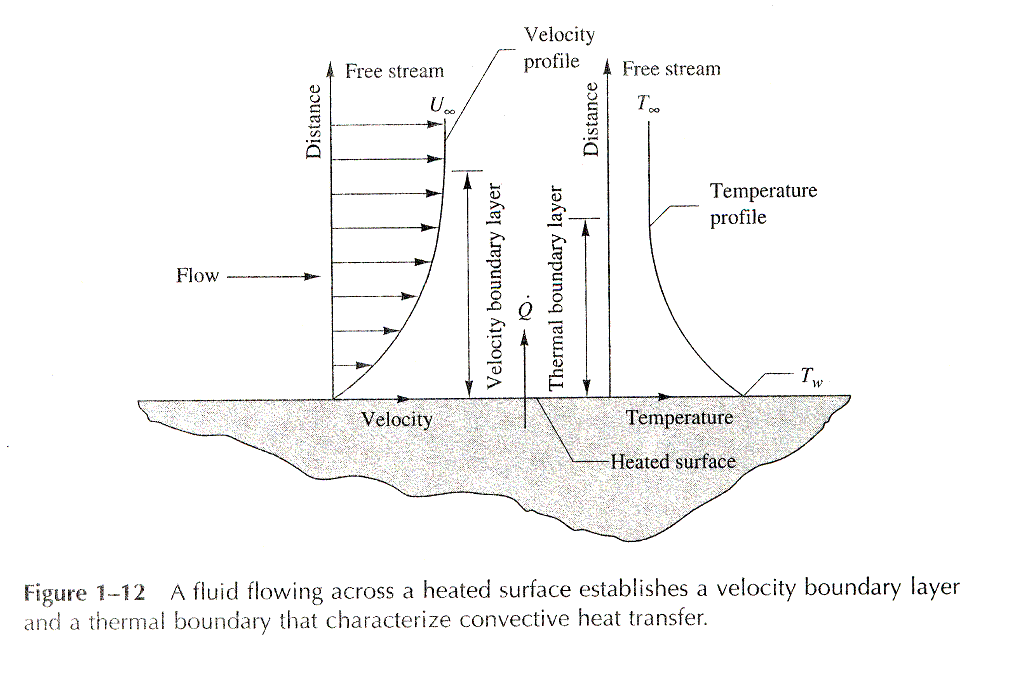 Velocity
profile
Free stream
U∞
Distance
Flow
Velocity boundary layer
Q̇
Thermal boundary layer
Distance
Free stream
T∞
Temperature
profile
T_w
Velocity
Temperature
Heated surface
Figure 1–12 A fluid flowing across a heated surface establishes a velocity boundary layer
and a thermal boundary that characterize convective heat transfer.